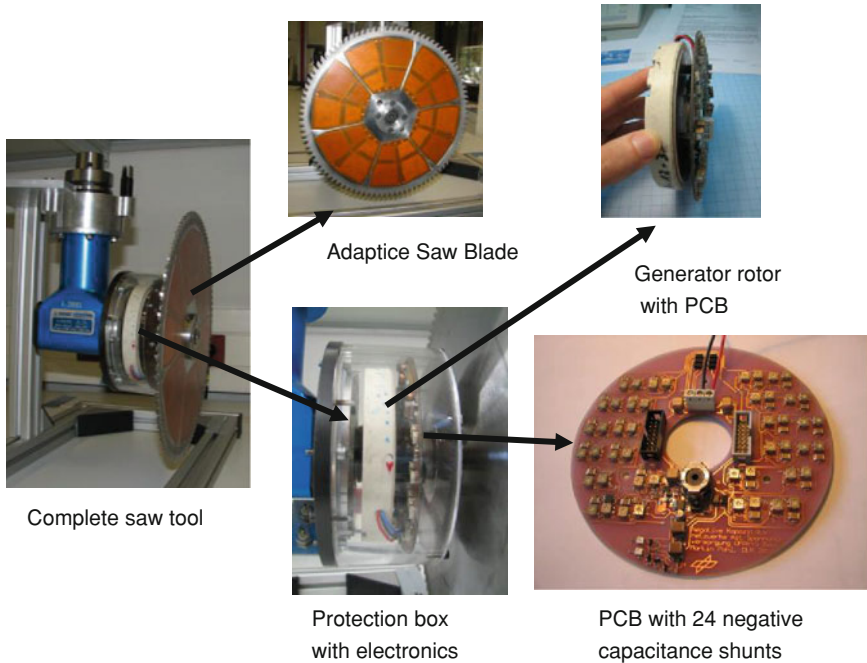 Adaptice Saw Blade
Generator rotor
with PCB
Complete saw tool
Protection box
with electronics
PCB with 24 negative
capacitance shunts